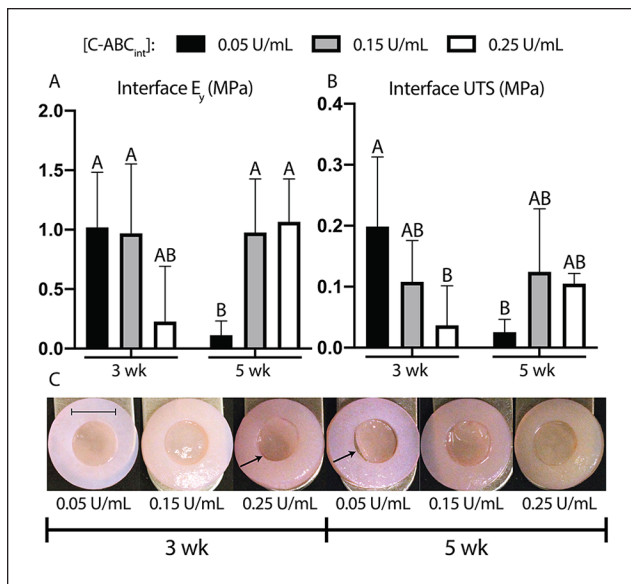 [C-ABCint]: 0.05 U/mL 0.15 U/mL 0.25 U/mL
A Interface Ey (MPa)
2.0
1.5
1.0
0.5
0.0
A A AB B A A
3 wk 5 wk
B Interface UTS (MPa)
0.4
0.3
0.2
0.1
0.0
A AB B B AB AB
3 wk 5 wk
C
0.05 U/mL 0.15 U/mL 0.25 U/mL 0.05 U/mL 0.15 U/mL 0.25 U/mL
3 wk 5 wk